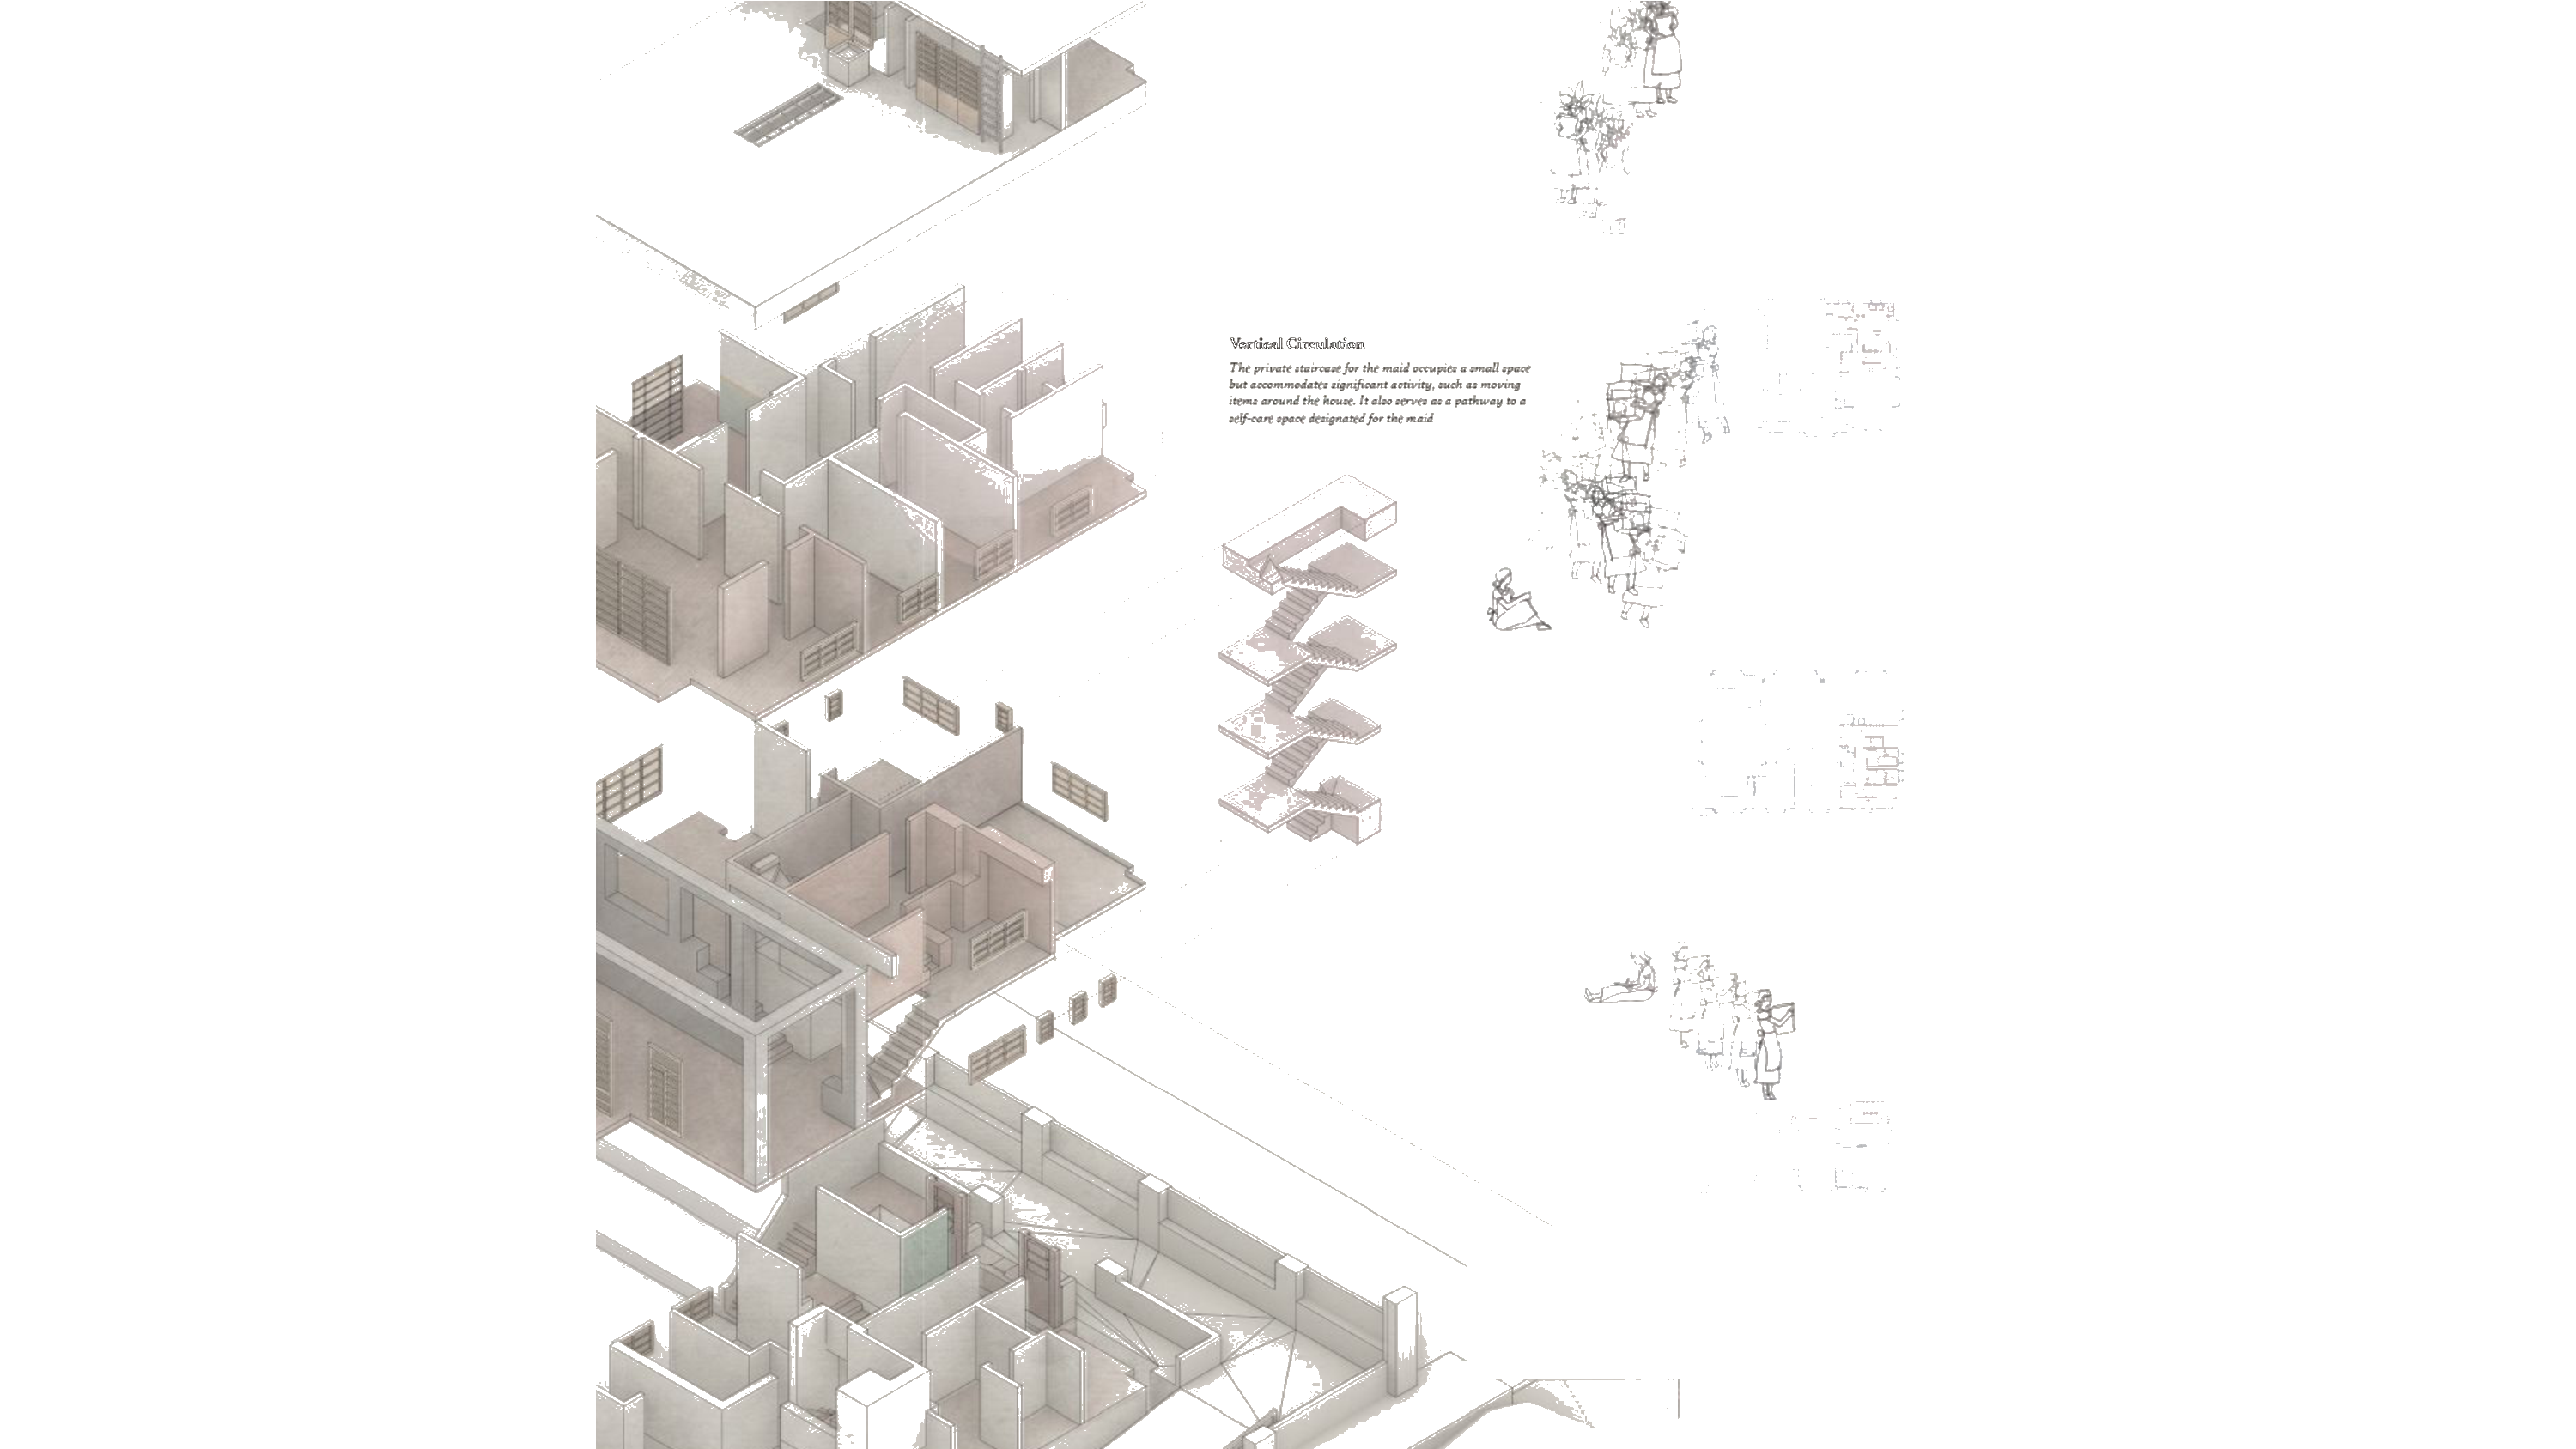 Vertical Circulation
The private staircase for the maid occupies a small space
but accommodates significant activity, such as moving
items around the house. It also serves as a pathway to a
self-care space designated for the maid